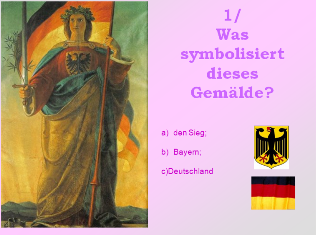 1/
Was
symbolisiert
dieses
Gemälde?
a) den Sieg;
b) Bayern;
c)Deutschland